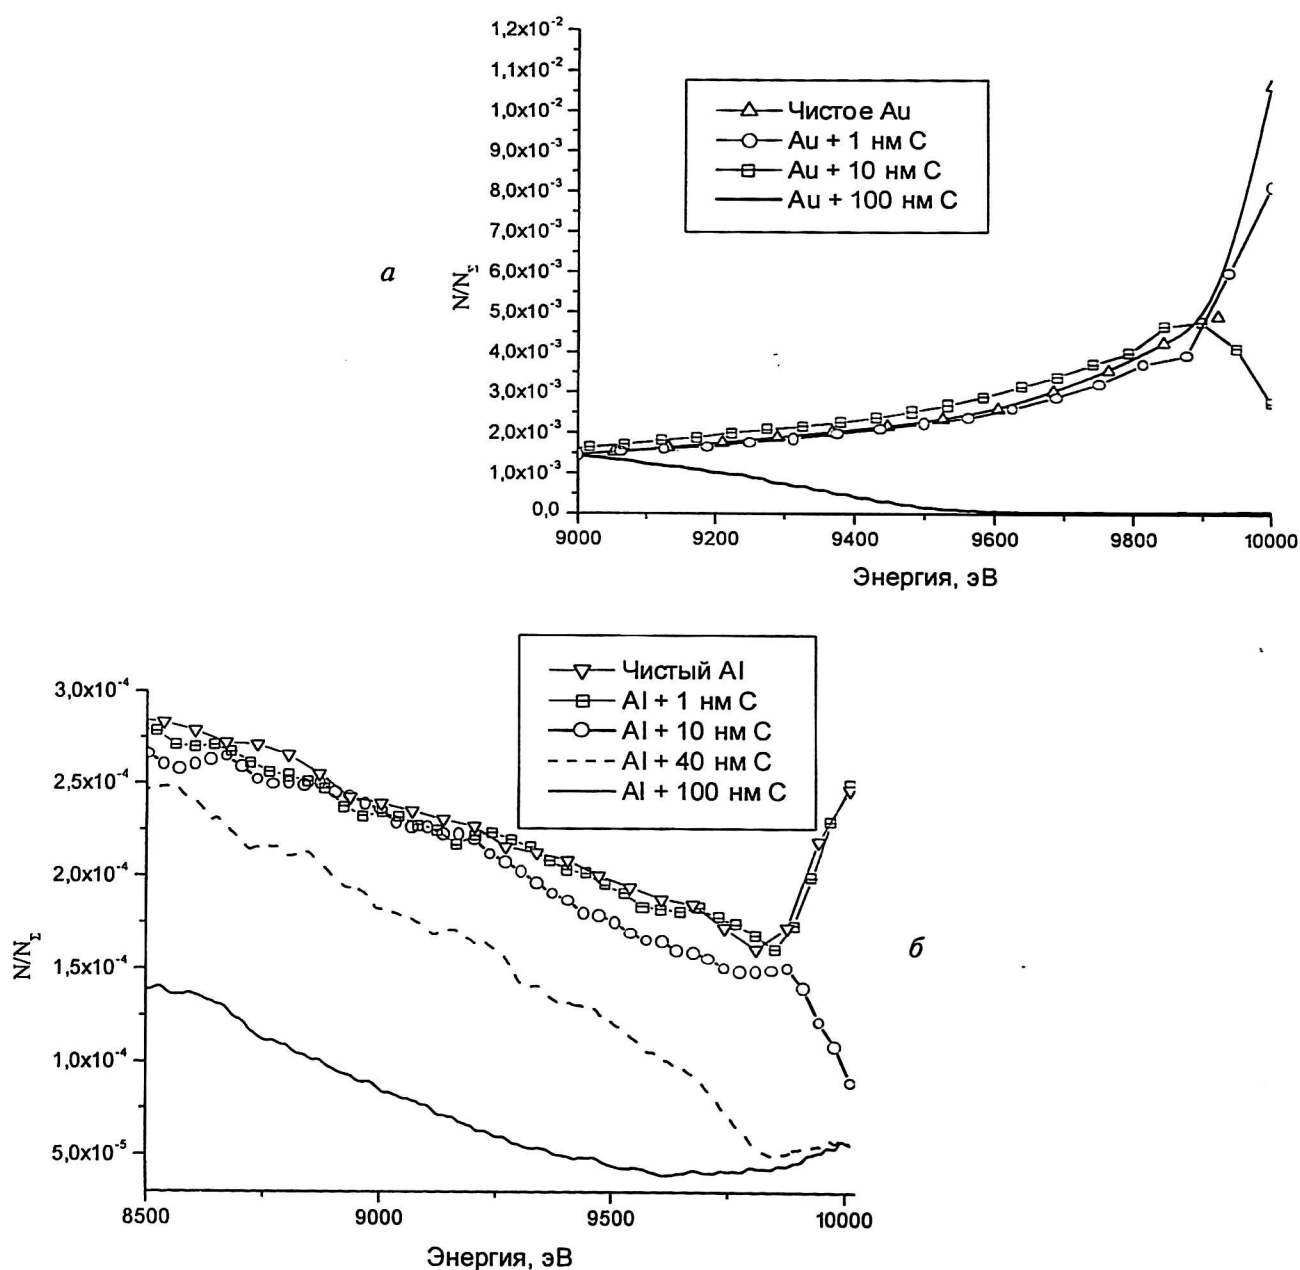 1,2x10⁻²
1,1x10⁻²
1,0x10⁻²
9,0x10⁻³
8,0x10⁻³
7,0x10⁻³
6,0x10⁻³
5,0x10⁻³
4,0x10⁻³
3,0x10⁻³
2,0x10⁻³
1,0x10⁻³
0,0
N/N_Σ
а
Чистое Au
Au + 1 нм C
Au + 10 нм C
Au + 100 нм C
9000 9200 9400 9600 9800 10000
Энергия, эВ
Чистый Al
Al + 1 нм C
Al + 10 нм C
Al + 40 нм C
Al + 100 нм C
3,0x10⁻⁴
2,5x10⁻⁴
2,0x10⁻⁴
1,5x10⁻⁴
1,0x10⁻⁴
5,0x10⁻⁵
N/N_Σ
б
8500 9000 9500 10000
Энергия, эВ